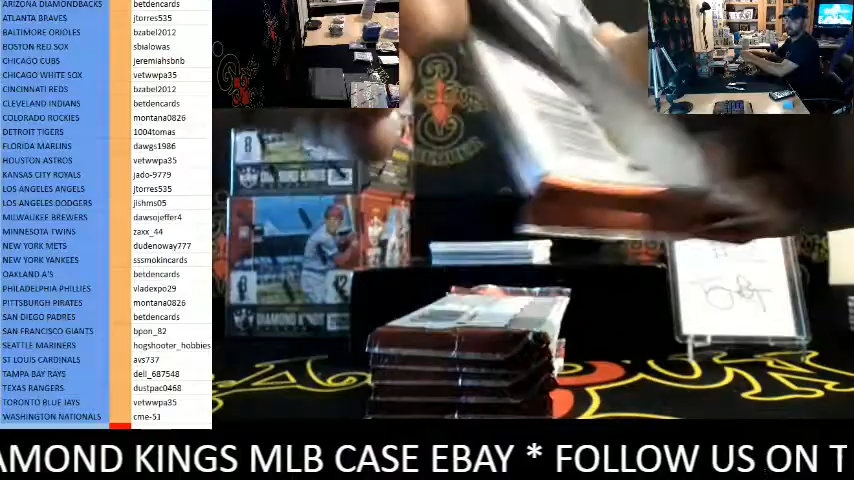 ARIZONA DIAMONDBACKS betdencards
ATLANTA BRAVES jtorres535
BALTIMORE ORIOLES bzabel2012
BOSTON RED SOX sbialowas
CHICAGO CUBS jeremiahsbnb
CHICAGO WHITE SOX vetwwpa35
CINCINNATI REDS bzabel2012
CLEVELAND INDIANS betdencards
COLORADO ROCKIES montana0826
DETROIT TIGERS 1004tomas
FLORIDA MARLINS dawgs1986
HOUSTON ASTROS vetwwpa35
KANSAS CITY ROYALS jado-9779
LOS ANGELES ANGELS jtorres535
LOS ANGELES DODGERS jishms05
MILWAUKEE BREWERS dawsojeffer4
MINNESOTA TWINS zaxx_44
NEW YORK METS dudenoway777
NEW YORK YANKEES sssmokincards
OAKLAND A'S betdencards
PHILADELPHIA PHILLIES vladexpo29
PITTSBURGH PIRATES montana0826
SAN DIEGO PADRES betdencards
SAN FRANCISCO GIANTS bpon_82
SEATTLE MARINERS hogshooter_hobbies
ST LOUIS CARDINALS avs737
TAMPA BAY RAYS dell_687548
TEXAS RANGERS dustpac0468
TORONTO BLUE JAYS vetwwpa35
WASHINGTON NATIONALS cme-51
DIAMOND KINGS
DIAMOND KINGS
AMOND KINGS MLB CASE EBAY * FOLLOW US ON T